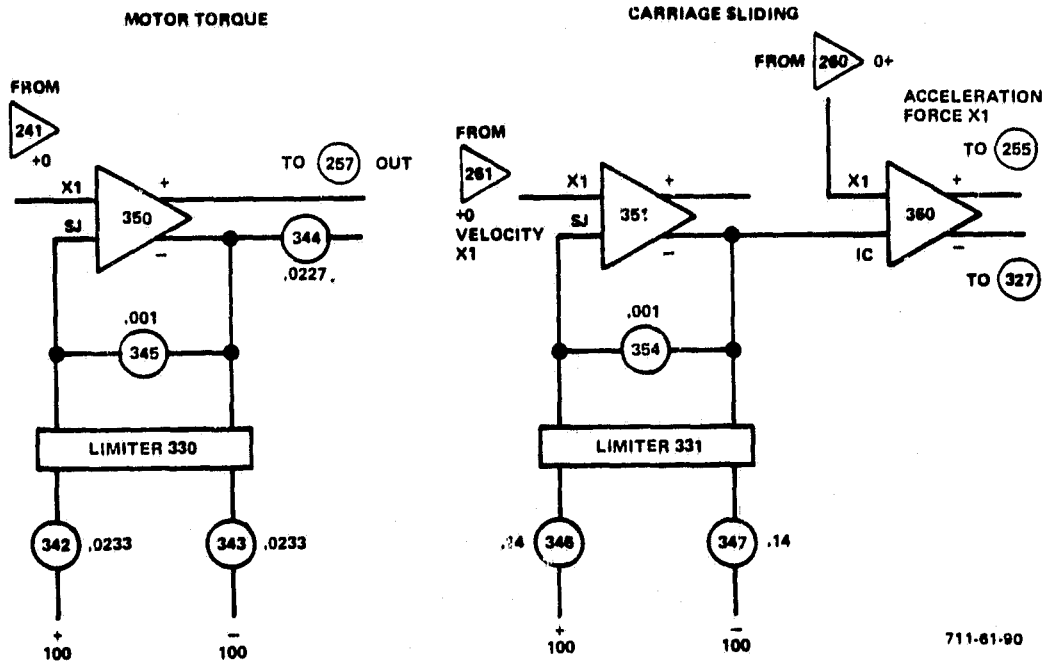 MOTOR TORQUE
FROM
241
+0
X1
SJ
350
+
−
TO 257 OUT
344
.0227.
.001
345
LIMITER 330
342 .0233
343 .0233
+
100
−
100
CARRIAGE SLIDING
FROM 260 0+
FROM
261
+0
VELOCITY
X1
X1
SJ
351
+
−
ACCELERATION
FORCE X1
TO 255
X1
IC
360
+
−
TO 327
.001
354
LIMITER 331
.14 346
347 .14
+
100
−
100
711-61-90